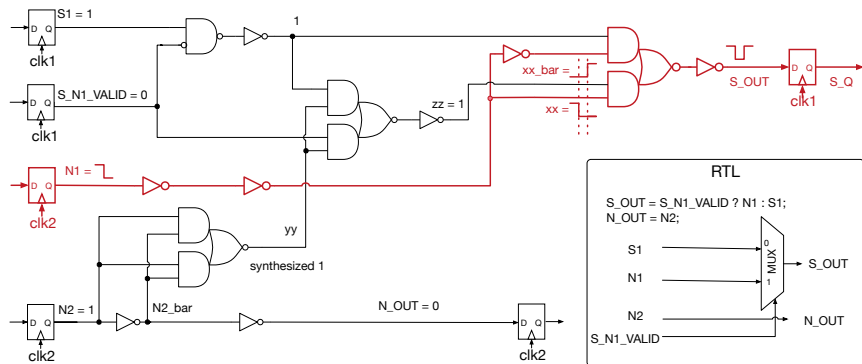 D Q
clk1
S1 = 1
1
D Q
clk1
S_N1_VALID = 0
xx_bar =
xx =
S_OUT
D Q
clk1
S_Q
zz = 1
D Q
clk2
N1 =
yy
synthesized 1
D Q
clk2
N2 = 1
N2_bar
N_OUT = 0
D Q
clk2
RTL
S_OUT = S_N1_VALID ? N1 : S1;
N_OUT = N2;
S1
0
MUX
S_OUT
N1
1
N2
N_OUT
S_N1_VALID